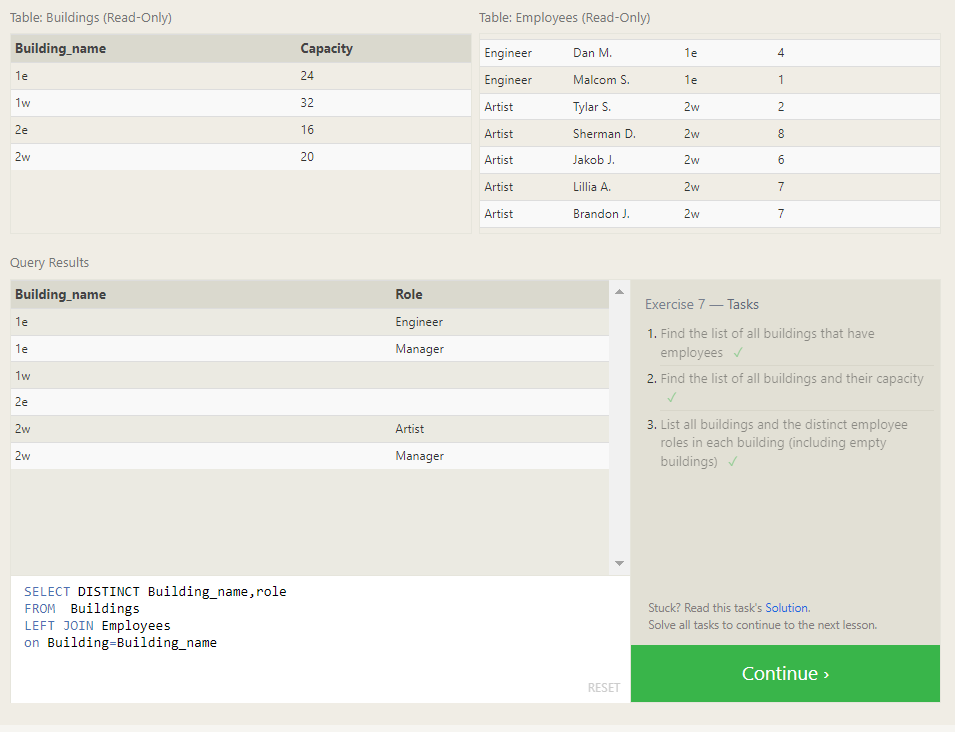 Table: Buildings (Read-Only)
Building_name Capacity
1e 24
1w 32
2e 16
2w 20
Table: Employees (Read-Only)
Engineer Dan M. 1e 4
Engineer Malcom S. 1e 1
Artist Tylar S. 2w 2
Artist Sherman D. 2w 8
Artist Jakob J. 2w 6
Artist Lillia A. 2w 7
Artist Brandon J. 2w 7
Query Results
Building_name Role
1e Engineer
1e Manager
1w
2e
2w Artist
2w Manager
SELECT DISTINCT Building_name,role
FROM  Buildings
LEFT JOIN Employees
on Building=Building_name
RESET
Exercise 7 — Tasks
1. Find the list of all buildings that have
employees ✓
2. Find the list of all buildings and their capacity
✓
3. List all buildings and the distinct employee
roles in each building (including empty
buildings) ✓
Stuck? Read this task's Solution.
Solve all tasks to continue to the next lesson.
Continue ›